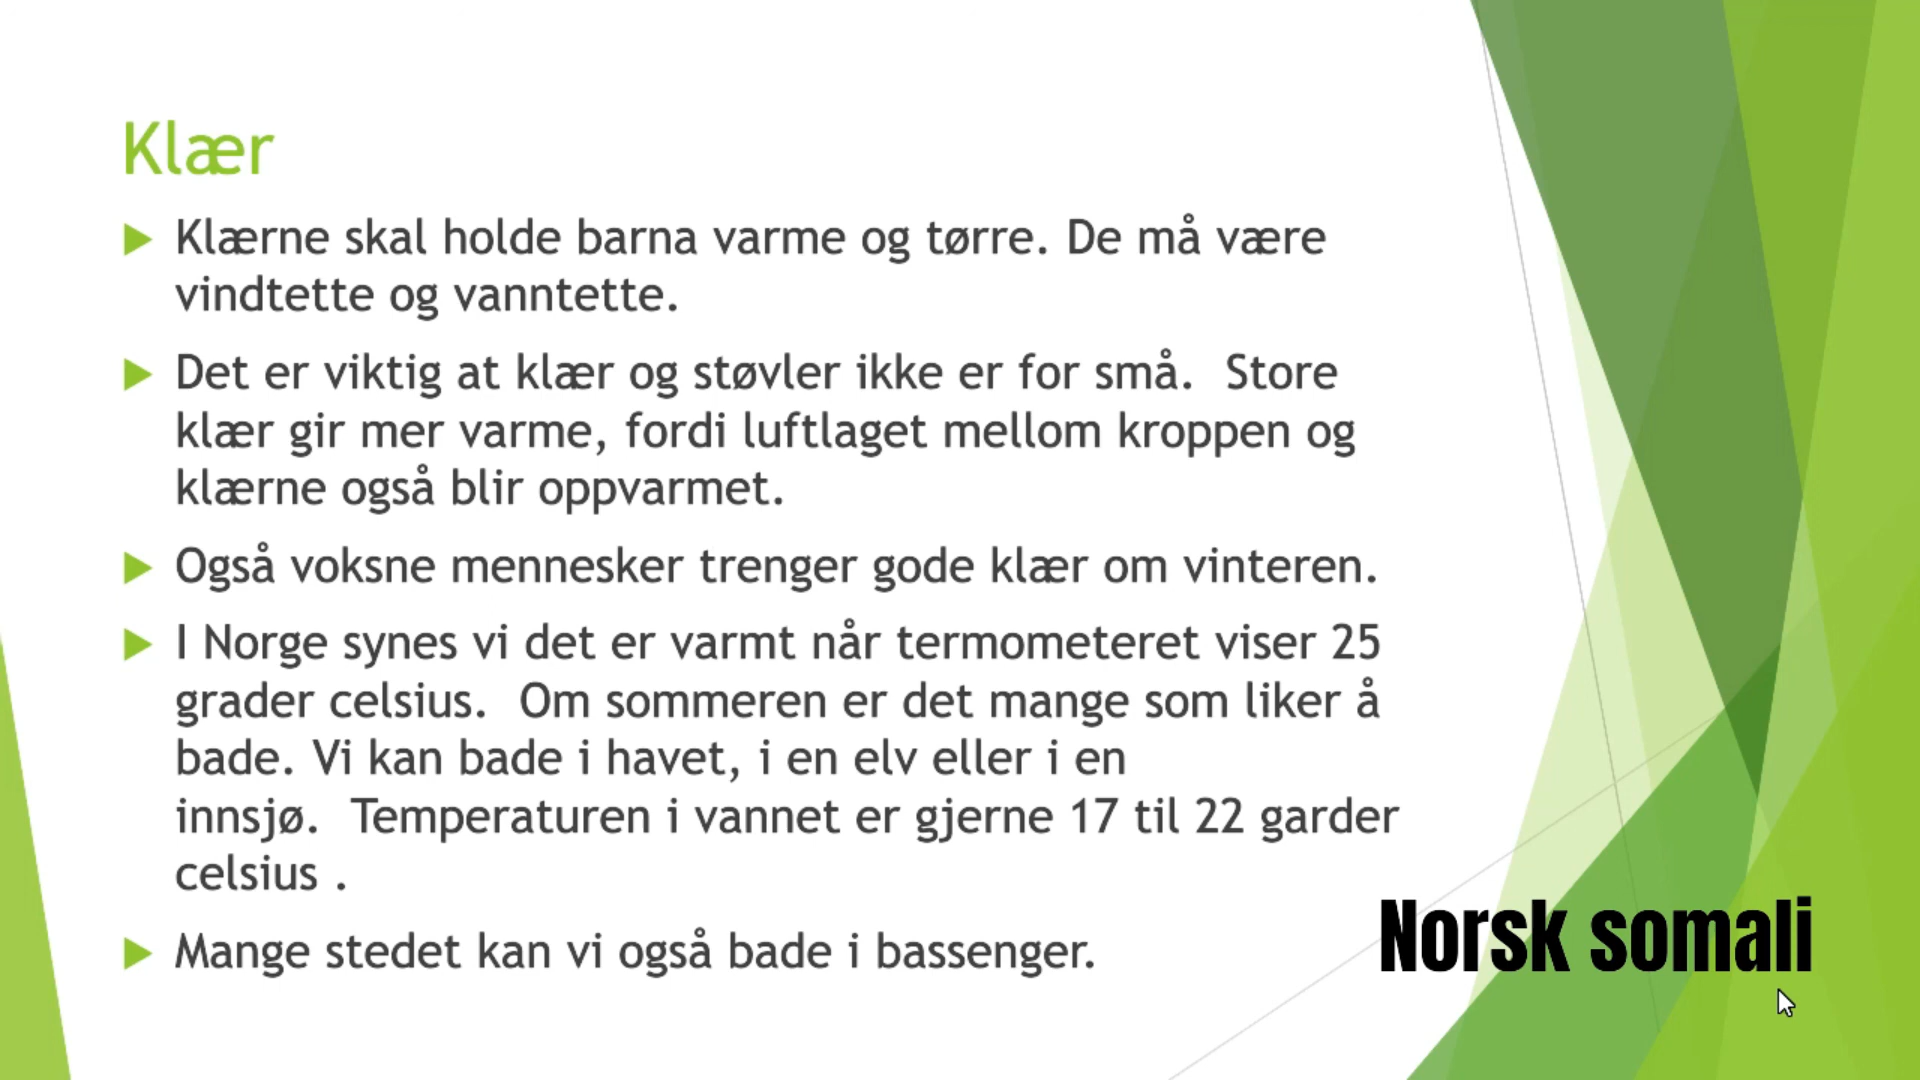 Klær
Klærne skal holde barna varme og tørre. De må være
vindtette og vanntette.
Det er viktig at klær og støvler ikke er for små.  Store
klær gir mer varme, fordi luftlaget mellom kroppen og
klærne også blir oppvarmet.
Også voksne mennesker trenger gode klær om vinteren.
I Norge synes vi det er varmt når termometeret viser 25
grader celsius.  Om sommeren er det mange som liker å
bade. Vi kan bade i havet, i en elv eller i en
innsjø.  Temperaturen i vannet er gjerne 17 til 22 garder
celsius .
Mange stedet kan vi også bade i bassenger.
Norsk somali